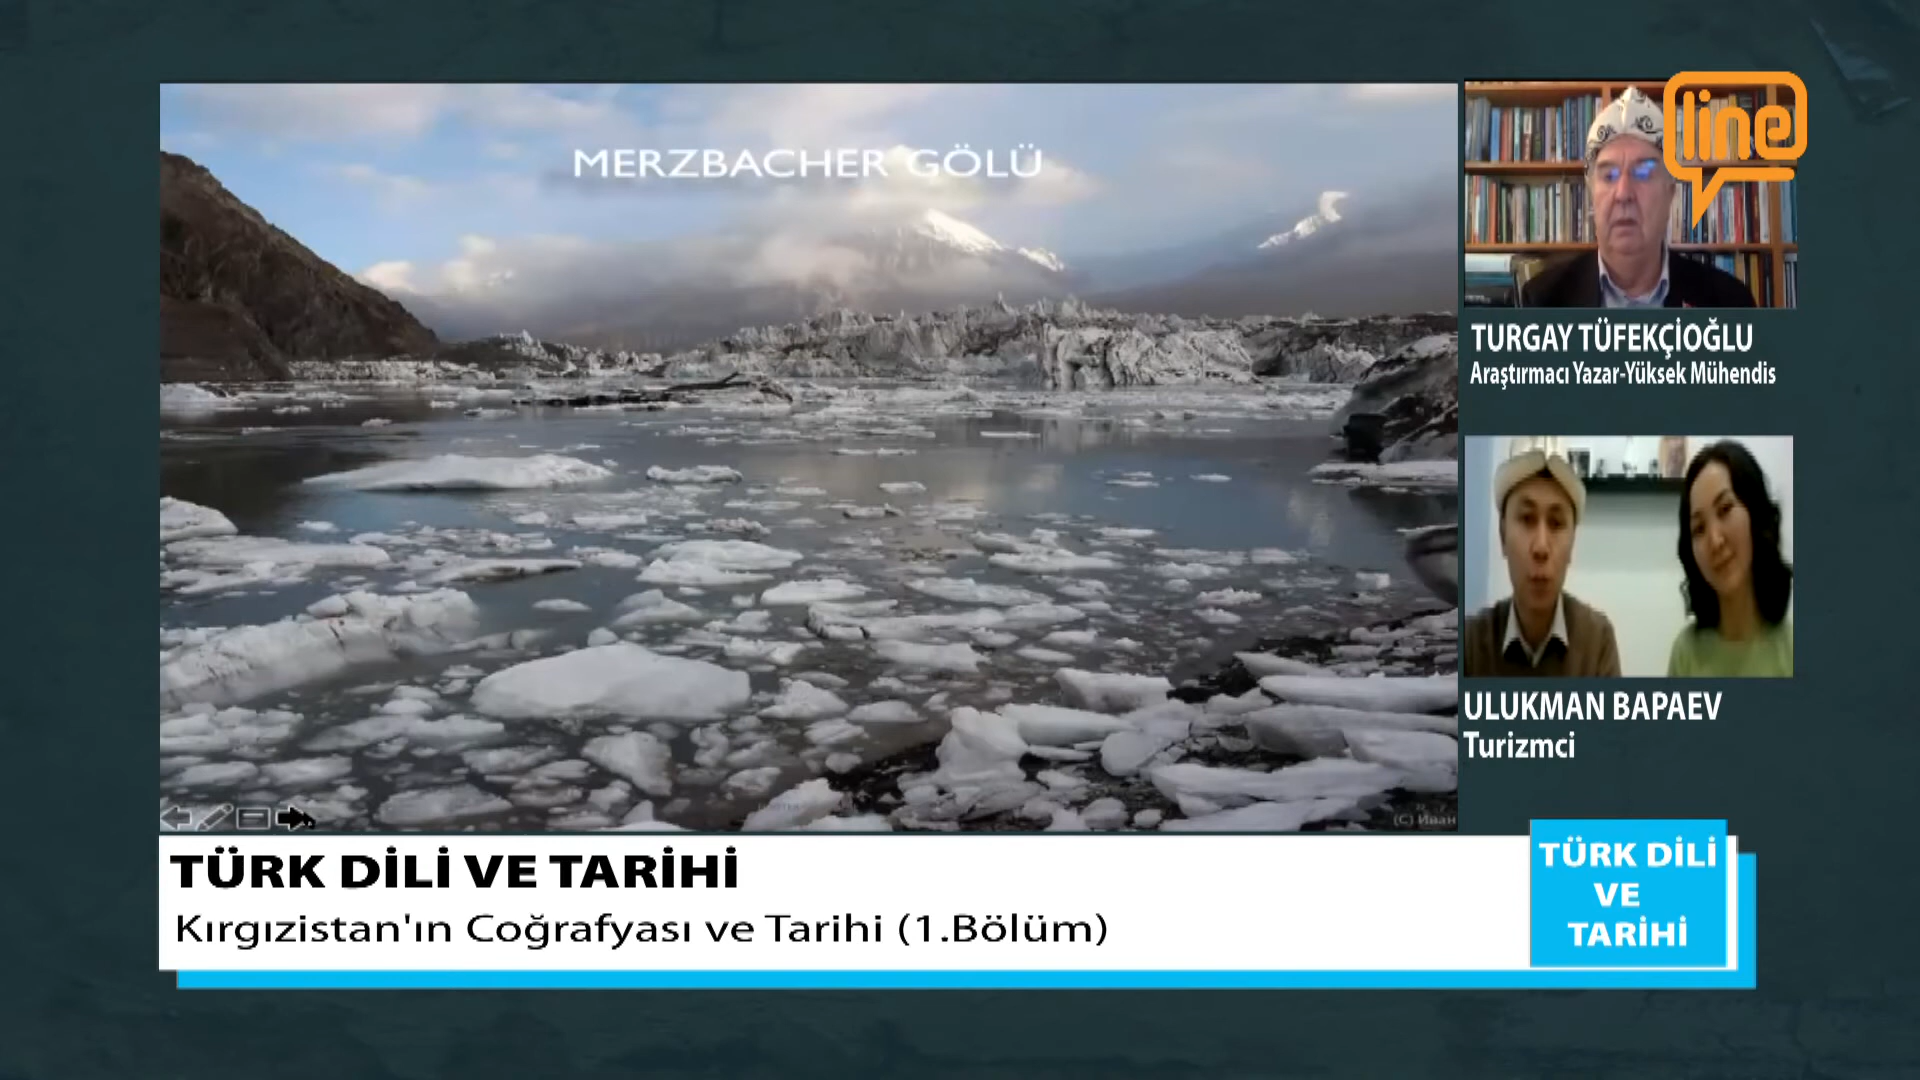 MERZBACHER GÖLÜ
line
TURGAY TÜFEKÇİOĞLU
Araştırmacı Yazar-Yüksek Mühendis
ULUKMAN BAPAEV
Turizmci
(C) Иван
TÜRK DİLİ VE TARİHİ
Kırgızistan'ın Coğrafyası ve Tarihi (1.Bölüm)
TÜRK DİLİ
VE
TARİHİ